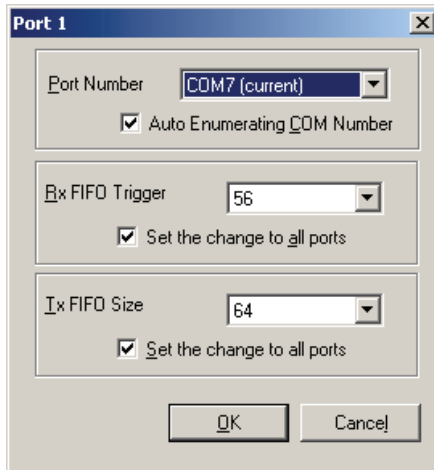 Port 1
Port Number COM7 (current)
Auto Enumerating COM Number
Rx FIFO Trigger 56
Set the change to all ports
Tx FIFO Size 64
Set the change to all ports
OK Cancel